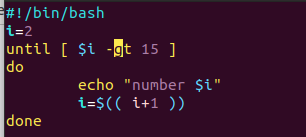 #!/bin/bash
i=2
until [ $i -gt 15 ]
do
        echo "number $i"
        i=$(( i+1 ))
done